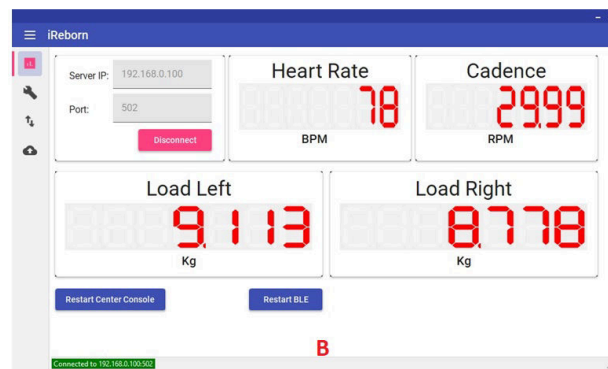 iReborn
Server IP: 192.168.0.100
Port: 502
Disconnect
Heart Rate
78
BPM
Cadence
29.99
RPM
Load Left
9.113
Kg
Load Right
8.778
Kg
Restart Center Console
Restart BLE
B
Connected to 192.168.0.100:502